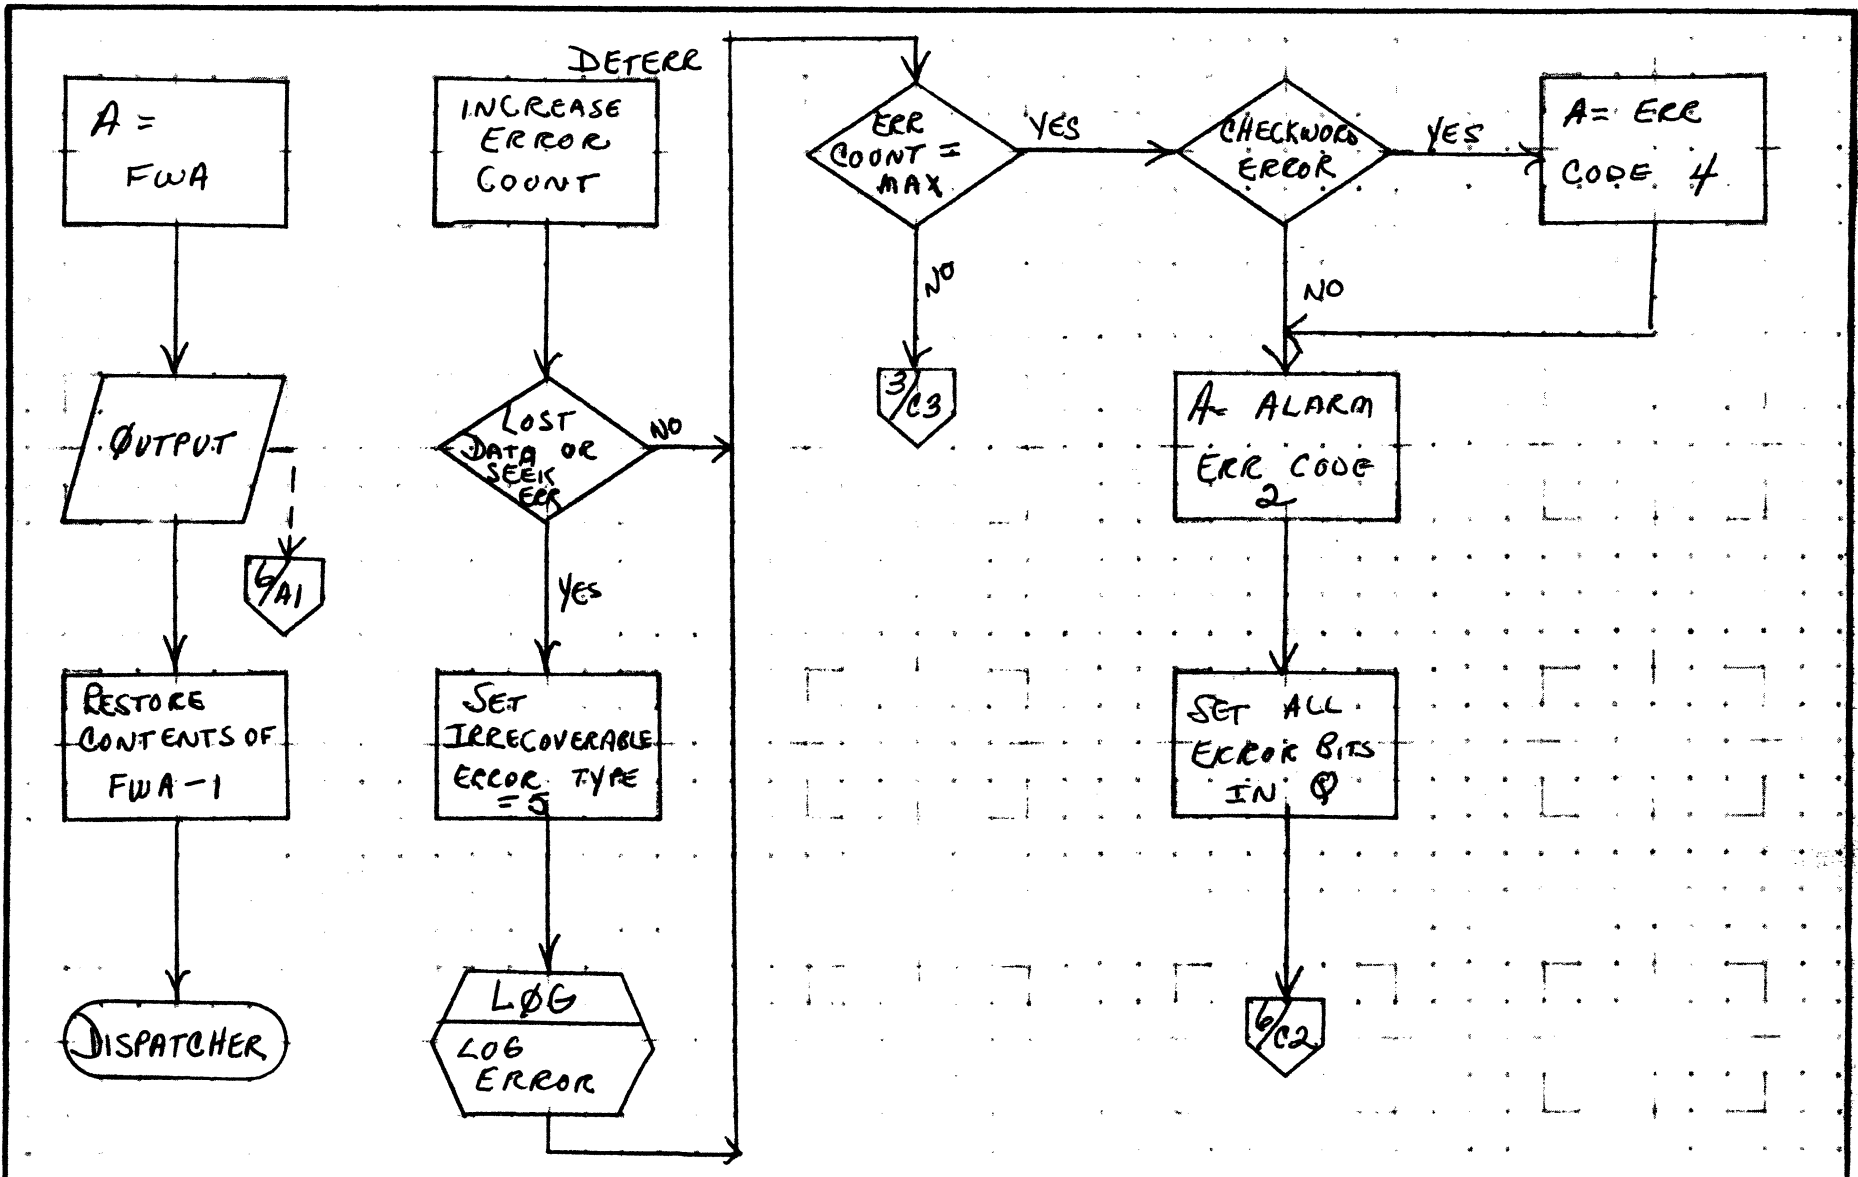 A =
FWA
ØUTPUT
6/A1
RESTORE
CONTENTS OF
FWA-1
DISPATCHER
DETERR
INCREASE
ERROR
COUNT
LOST
DATA OR
SEEK
ERR
NO
YES
SET
IRRECOVERABLE
ERROR TYPE
= 5
LØG
LOG
ERROR
ERR
COUNT =
MAX
YES
NO
3/C3
CHECKWORD
ERROR
YES
NO
A= ERR
CODE 4
A= ALARM
ERR CODE
2
SET ALL
ERROR BITS
IN Q
6/C2